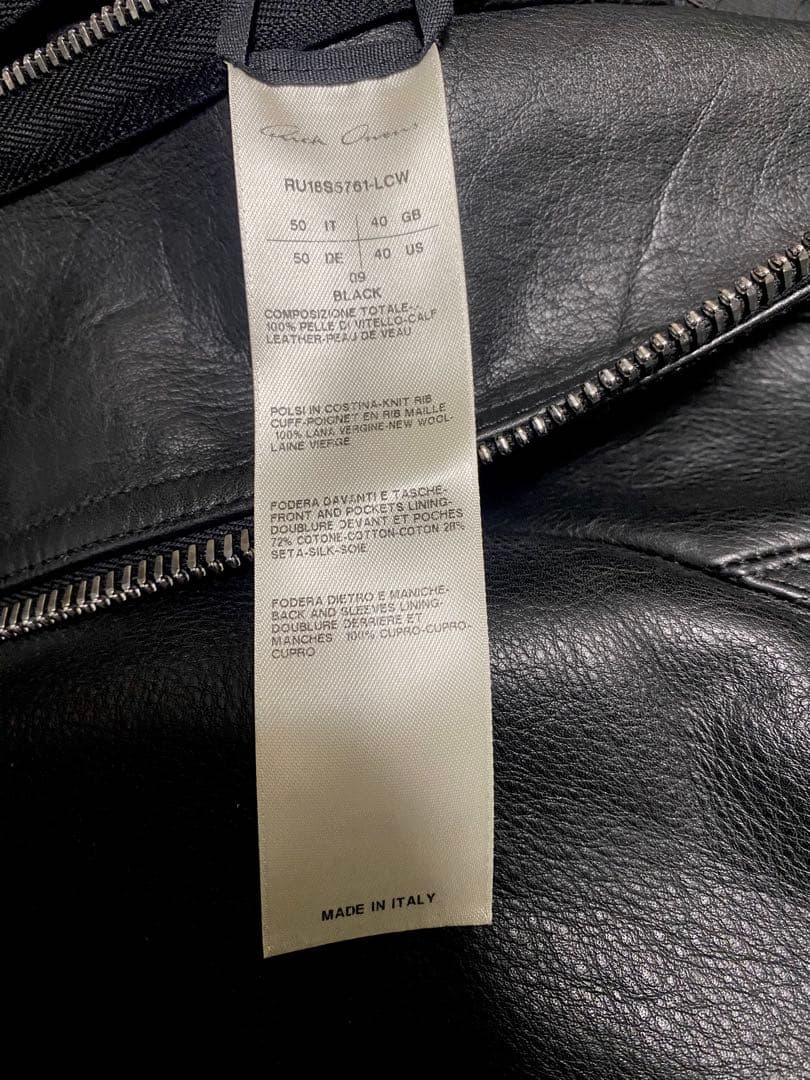 Rick Owens
RU18S5761-LCW
50 IT 40 GB
50 DE 40 US
09
BLACK
COMPOSIZIONE TOTALE-
100% PELLE DI VITELLO-CALF
LEATHER-PEAU DE VEAU
POLSI IN COSTINA-KNIT RIB
CUFF-POIGNET EN RIB MAILLE
100% LANA VERGINE-NEW WOOL-
LAINE VIERGE
FODERA DAVANTI E TASCHE-
FRONT AND POCKETS LINING-
DOUBLURE DEVANT ET POCHES
72% COTONE-COTTON-COTON 28%
SETA-SILK-SOIE
FODERA DIETRO E MANICHE-
BACK AND SLEEVES LINING-
DOUBLURE DERRIERE ET
MANCHES 100% CUPRO-CUPRO-
CUPRO
MADE IN ITALY